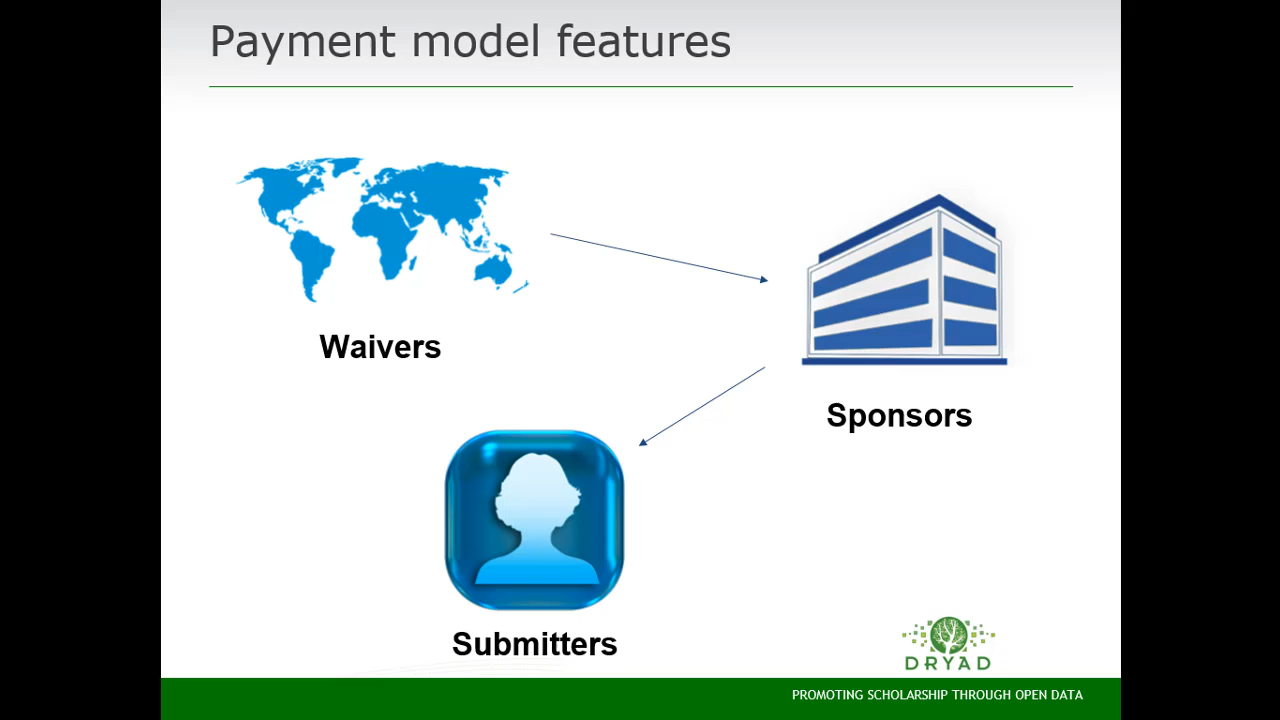 Payment model features
Waivers
Sponsors
Submitters
DRYAD
PROMOTING SCHOLARSHIP THROUGH OPEN DATA